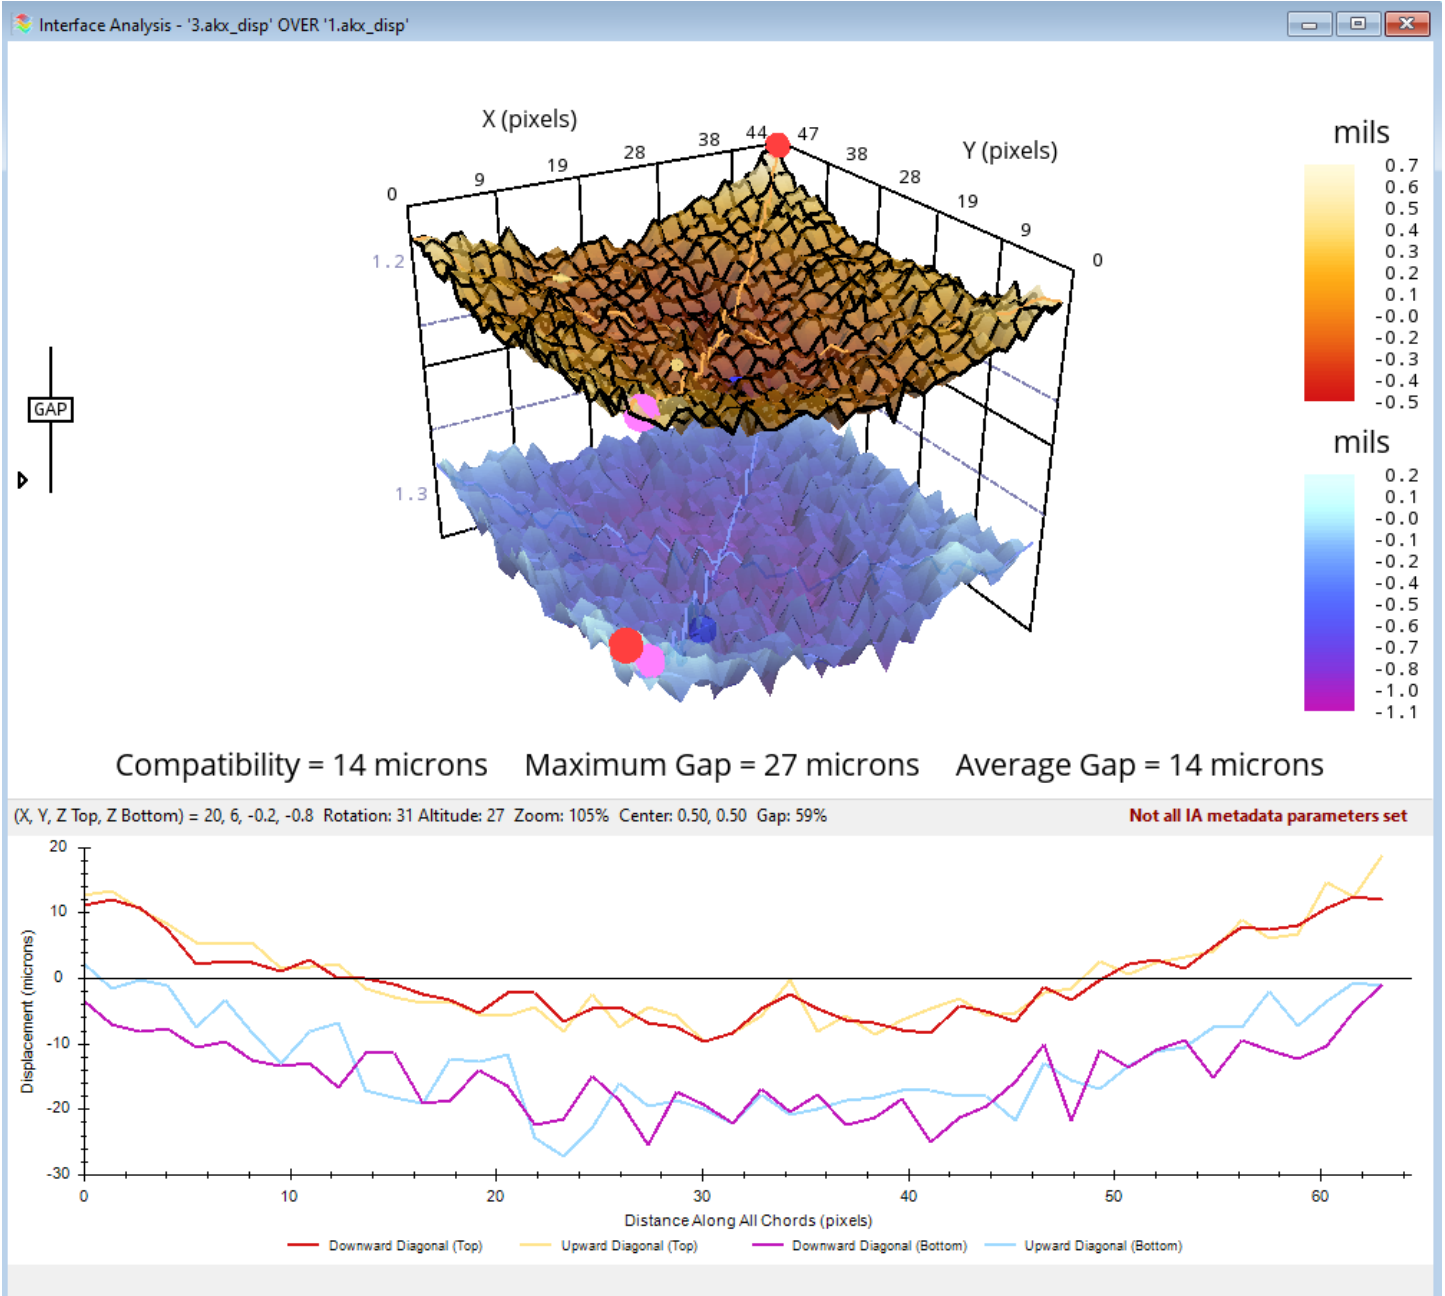 Interface Analysis - '3.akx_disp' OVER '1.akx_disp'
X (pixels)
Y (pixels)
0 9 19 28 38 44 47 38 28 19 9 0
1.2
1.3
GAP
mils
0.7
0.6
0.5
0.4
0.3
0.2
0.1
-0.0
-0.2
-0.3
-0.4
-0.5
mils
0.2
0.1
-0.0
-0.1
-0.2
-0.4
-0.5
-0.6
-0.7
-0.8
-1.0
-1.1
Compatibility = 14 microns Maximum Gap = 27 microns Average Gap = 14 microns
(X, Y, Z Top, Z Bottom) = 20, 6, -0.2, -0.8 Rotation: 31 Altitude: 27 Zoom: 105% Center: 0.50, 0.50 Gap: 59% Not all IA metadata parameters set
Displacement (microns)
20
10
0
-10
-20
-30
0 10 20 30 40 50 60
Distance Along All Chords (pixels)
Downward Diagonal (Top) Upward Diagonal (Top) Downward Diagonal (Bottom) Upward Diagonal (Bottom)